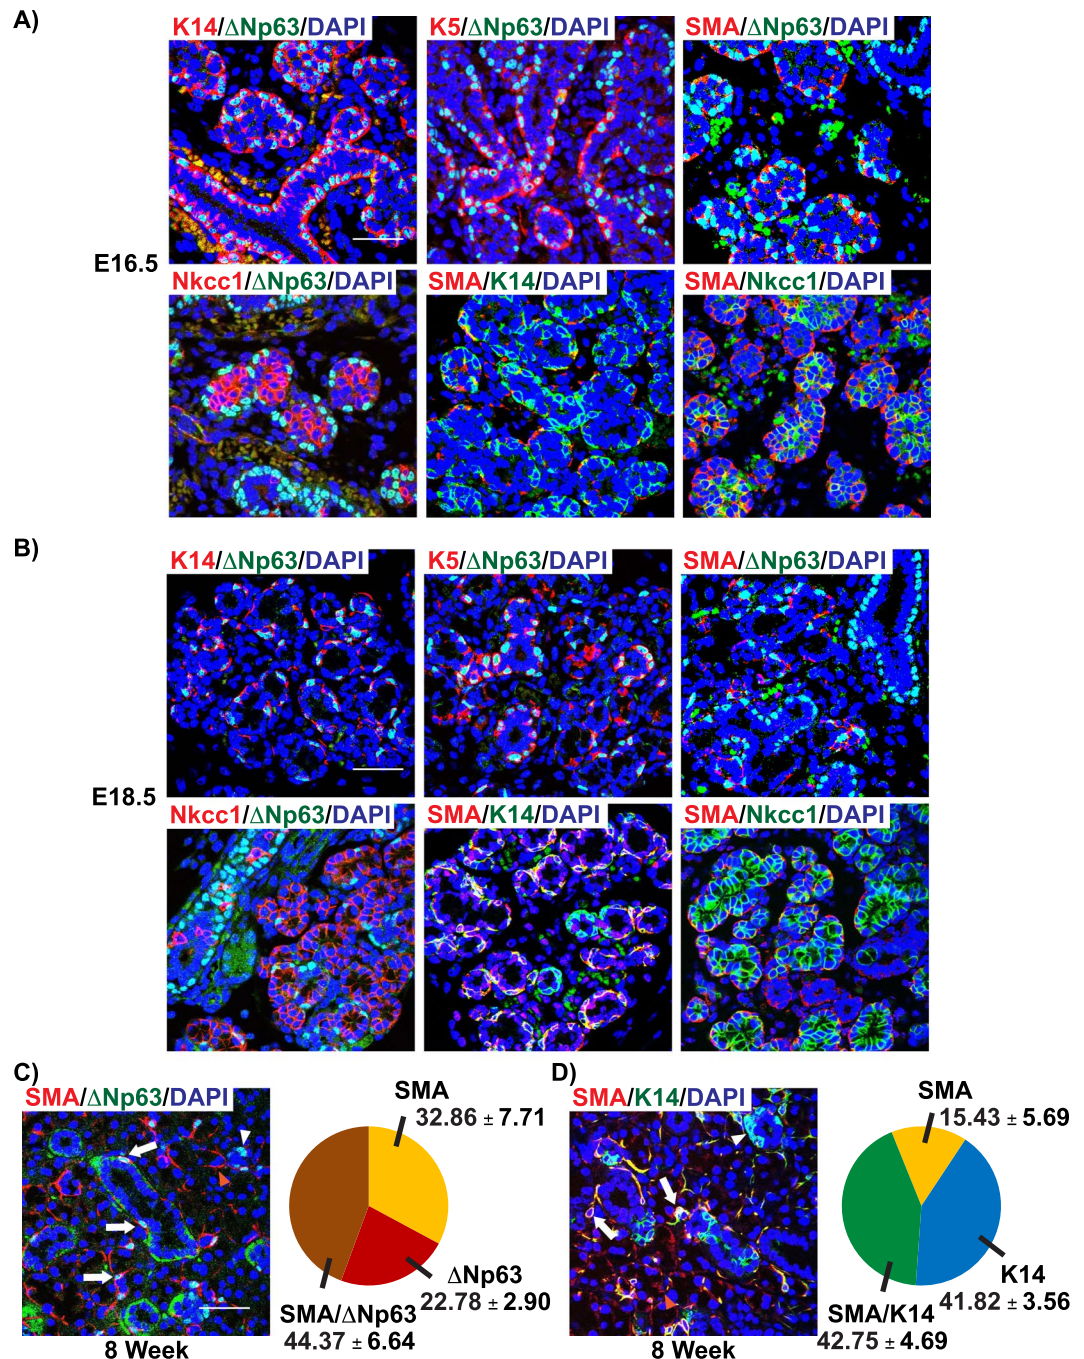 A)
K14/ΔNp63/DAPI
K5/ΔNp63/DAPI
SMA/ΔNp63/DAPI
E16.5
Nkcc1/ΔNp63/DAPI
SMA/K14/DAPI
SMA/Nkcc1/DAPI
B)
K14/ΔNp63/DAPI
K5/ΔNp63/DAPI
SMA/ΔNp63/DAPI
E18.5
Nkcc1/ΔNp63/DAPI
SMA/K14/DAPI
SMA/Nkcc1/DAPI
C)
SMA/ΔNp63/DAPI
8 Week
SMA
32.86 ± 7.71
ΔNp63
22.78 ± 2.90
SMA/ΔNp63
44.37 ± 6.64
D)
SMA/K14/DAPI
8 Week
SMA
15.43 ± 5.69
K14
41.82 ± 3.56
SMA/K14
42.75 ± 4.69